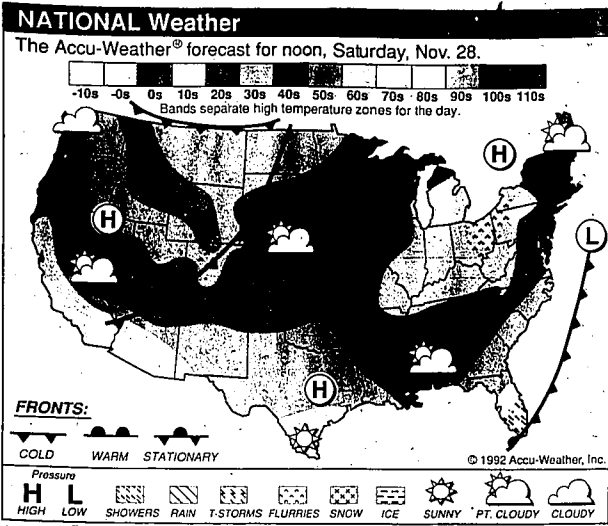 NATIONAL Weather
The Accu-Weather® forecast for noon, Saturday, Nov. 28.
-10s -0s 0s 10s 20s 30s 40s 50s 60s 70s 80s 90s 100s 110s
Bands separate high temperature zones for the day.
H
H
L
H
FRONTS:
COLD WARM STATIONARY
© 1992 Accu-Weather, Inc.
Pressure
H L
HIGH LOW SHOWERS RAIN T-STORMS FLURRIES SNOW ICE SUNNY PT. CLOUDY CLOUDY